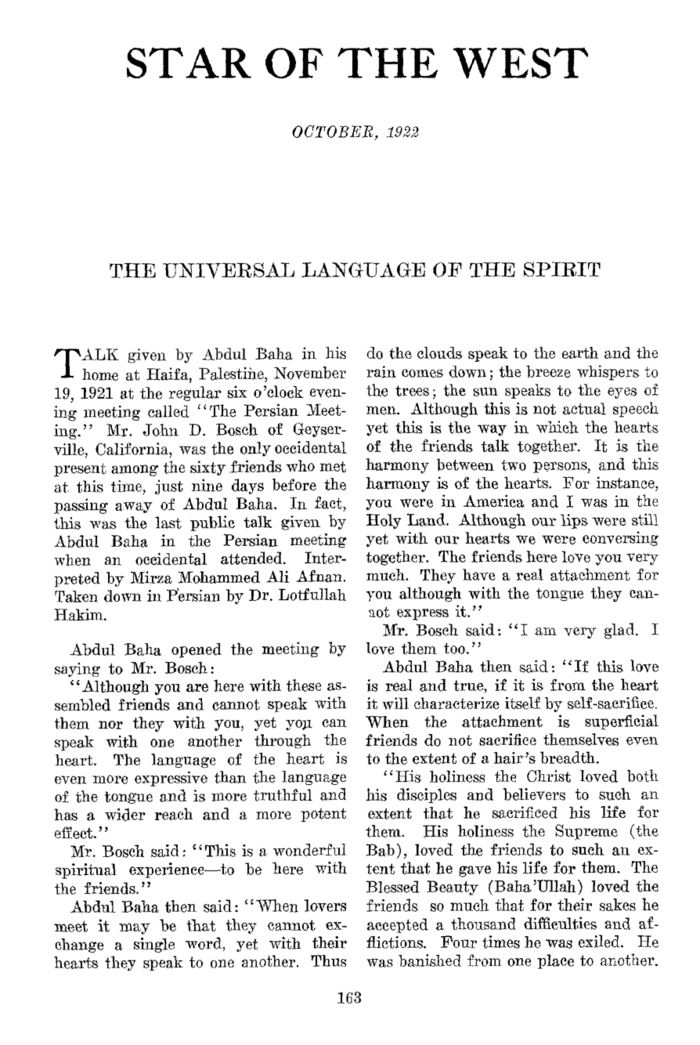 STAR OF THE WEST
OCTOBER, 1922
THE UNIVERSAL LANGUAGE OF THE SPIRIT
TALK given by Abdul Baha in his
home at Haifa, Palestine, November
19, 1921 at the regular six o'clock even-
ing meeting called "The Persian Meet-
ing." Mr. John D. Bosch of Geyser-
ville, California, was the only occidental
present among the sixty friends who met
at this time, just nine days before the
passing away of Abdul Baha. In fact,
this was the last public talk given by
Abdul Baha in the Persian meeting
when an occidental attended. Inter-
preted by Mirza Mohammed Ali Afnan.
Taken down in Persian by Dr. Lotfullah
Hakim.
Abdul Baha opened the meeting by
saying to Mr. Bosch:
"Although you are here with these as-
sembled friends and cannot speak with
them nor they with you, yet you can
speak with one another through the
heart. The language of the heart is
even more expressive than the language
of the tongue and is more truthful and
has a wider reach and a more potent
effect."
Mr. Bosch said: "This is a wonderful
spiritual experience—to be here with
the friends."
Abdul Baha then said: "When lovers
meet it may be that they cannot ex-
change a single word, yet with their
hearts they speak to one another. Thus
do the clouds speak to the earth and the
rain comes down; the breeze whispers to
the trees; the sun speaks to the eyes of
men. Although this is not actual speech
yet this is the way in which the hearts
of the friends talk together. It is the
harmony between two persons, and this
harmony is of the hearts. For instance,
you were in America and I was in the
Holy Land. Although our lips were still
yet with our hearts we were conversing
together. The friends here love you very
much. They have a real attachment for
you although with the tongue they can-
not express it."
Mr. Bosch said: "I am very glad. I
love them too."
Abdul Baha then said: "If this love
is real and true, if it is from the heart
it will characterize itself by self-sacrifice.
When the attachment is superficial
friends do not sacrifice themselves even
to the extent of a hair's breadth.
"His holiness the Christ loved both
his disciples and believers to such an
extent that he sacrificed his life for
them. His holiness the Supreme (the
Bab), loved the friends to such an ex-
tent that he gave his life for them. The
Blessed Beauty (Baha'Ullah) loved the
friends so much that for their sakes he
accepted a thousand difficulties and af-
flictions. Four times he was exiled. He
was banished from one place to another.
163